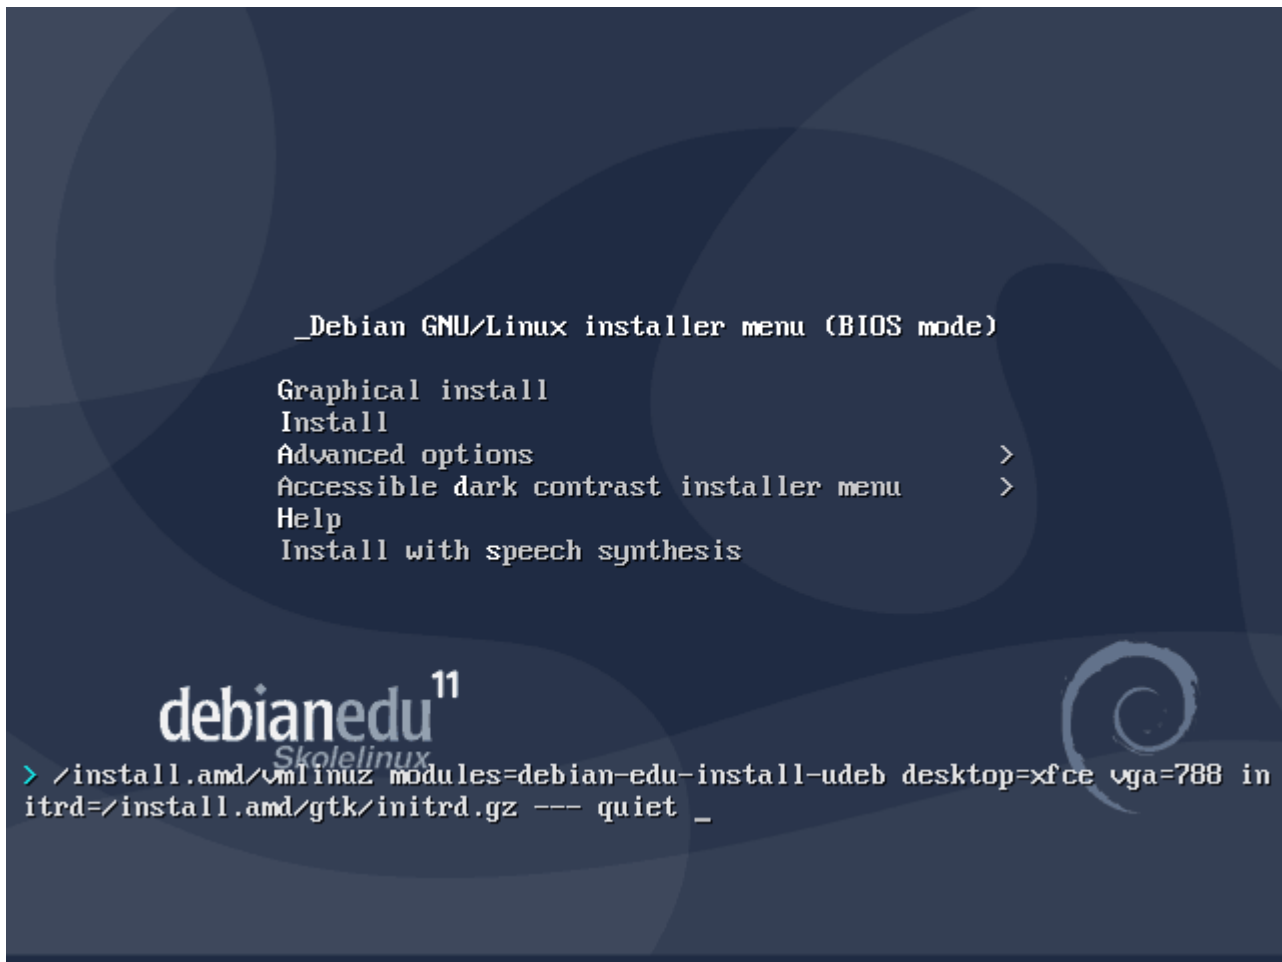 _Debian GNU/Linux installer menu (BIOS mode)
Graphical install
Install
Advanced options >
Accessible dark contrast installer menu >
Help
Install with speech synthesis
debianedu 11
Skolelinux
> /install.amd/vmlinuz modules=debian-edu-install-udeb desktop=xfce vga=788 in
itrd=/install.amd/gtk/initrd.gz --- quiet _